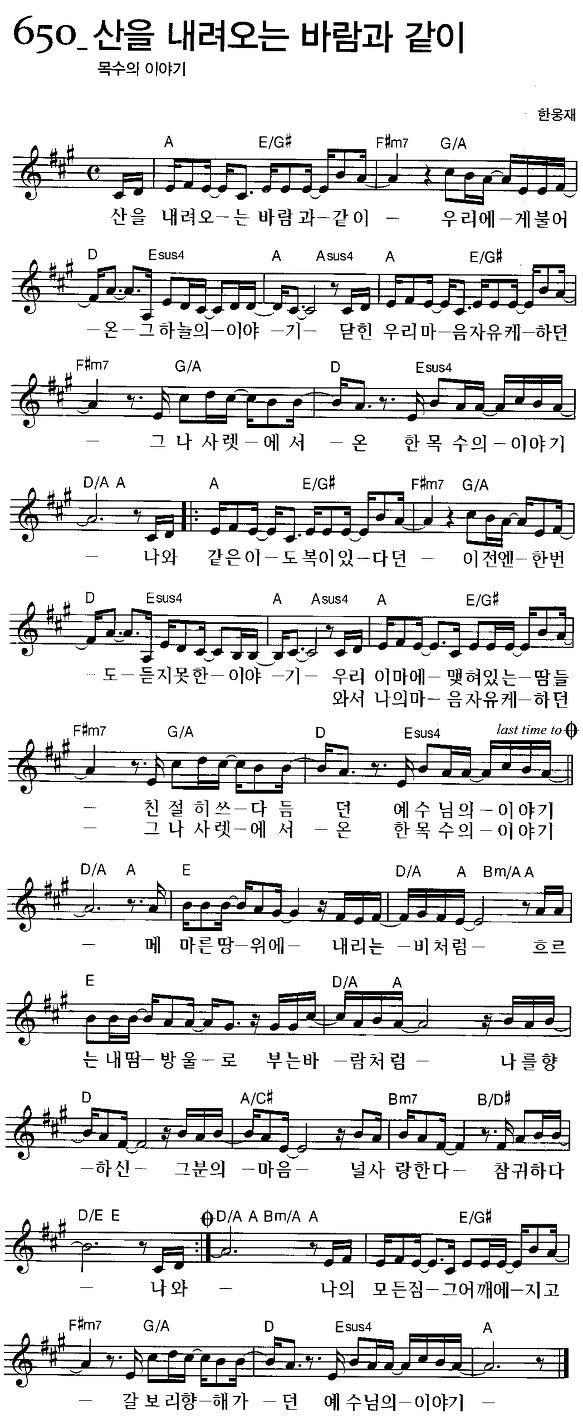 650_산을 내려오는 바람과 같이
목수의 이야기
한웅재
A E/G# F#m7 G/A
산을 내려오-는 바람과-같이 - 우리에-게불어
D Esus4 A Asus4 A E/G#
-온-그하늘의-이야-기- 닫힌 우리마-음자유케-하던
F#m7 G/A D Esus4
- 그나사렛-에서-온 한목수의-이야기
D/A A A E/G# F#m7 G/A
- 나와 같은이-도복이있-다던 - 이전엔-한번
D Esus4 A Asus4 A E/G#
도-듣지못한-이야-기- 우리 이마에-맺혀있는-땀들
와서 나의마-음자유케-하던
F#m7 G/A D Esus4 last time to
- 친절히쓰-다듬 던 예수님의-이야기
- 그나사렛-에서-온 한목수의-이야기
D/A A E D/A A Bm/A A
- 메 마른땅-위에- 내리는-비처럼- 흐르
E D/A A
는내땀-방울-로 부는바-람처럼- 나를향
D A/C# Bm7 B/D#
-하신- 그분의-마음- 널사랑한다- 참귀하다
D/E E D/A A Bm/A A E/G#
- 나와 - 나의 모든짐-그어깨에-지고
F#m7 G/A D Esus4 A
- 갈보리향-해가-던 예수님의-이야기 -